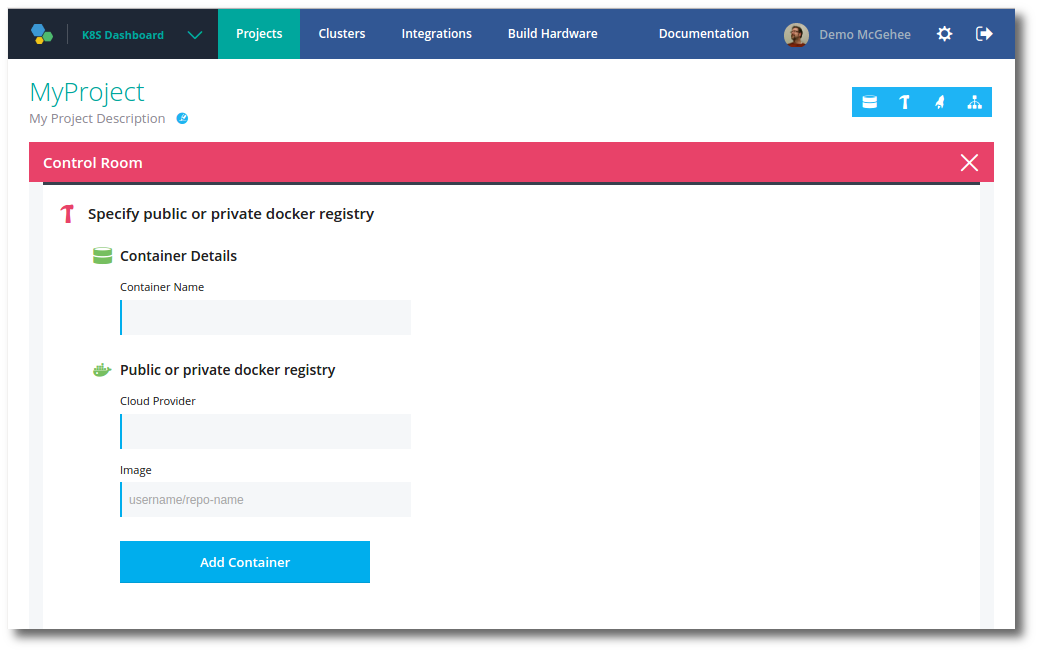 K8S Dashboard Projects Clusters Integrations Build Hardware Documentation Demo McGehee
MyProject
My Project Description
Control Room
Specify public or private docker registry
Container Details
Container Name
Public or private docker registry
Cloud Provider
Image
username/repo-name
Add Container